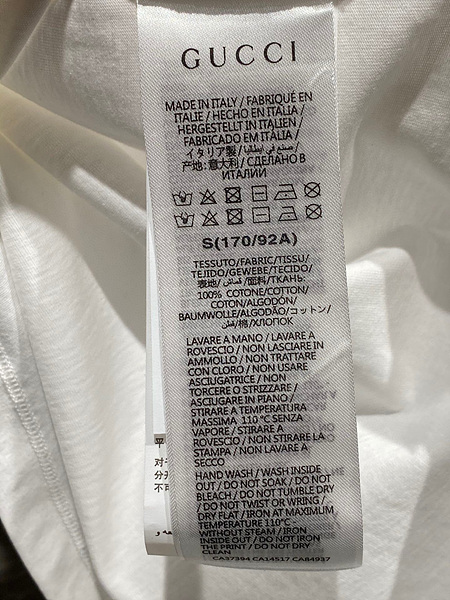 GUCCI
MADE IN ITALY / FABRIQUÉ EN
ITALIE / HECHO EN ITALIA /
HERGESTELLT IN ITALIEN
FABRICADO EM ITÁLIA /
イタリア製 / صنع في إيطاليا /
产地: 意大利 / СДЕЛАНО В
ИТАЛИИ
S(170/92A)
TESSUTO/FABRIC/TISSU/
TEJIDO/GEWEBE/TECIDO/
表地/ قماش /面料/ТКАНЬ:
100% COTONE/COTTON/
COTON/ALGODÓN/
BAUMWOLLE/ALGODÃO/コットン/
قطن/棉/ХЛОПОК
LAVARE A MANO / LAVARE A
ROVESCIO / NON LASCIARE IN
AMMOLLO / NON TRATTARE
CON CLORO / NON USARE
ASCIUGATRICE / NON
TORCERE O STRIZZARE /
ASCIUGARE IN PIANO /
STIRARE A TEMPERATURA
MASSIMA 110°C SENZA
VAPORE / STIRARE A
ROVESCIO / NON STIRARE LA
STAMPA / NON LAVARE A
SECCO
HAND WASH / WASH INSIDE
OUT / DO NOT SOAK / DO NOT
BLEACH / DO NOT TUMBLE DRY
/ DO NOT TWIST OR WRING /
DRY FLAT / IRON AT MAXIMUM
TEMPERATURE 110°C
WITHOUT STEAM / IRON
INSIDE OUT / DO NOT IRON
THE PRINT / DO NOT DRY
CLEAN
CA37394 CA14517 CA84937
平
对
分开
不可